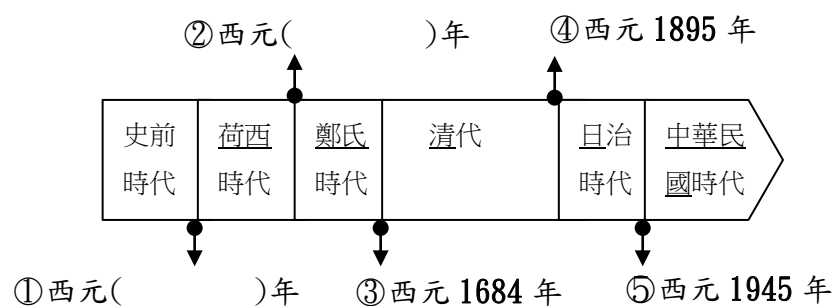 ②西元(　　　　)年　④西元 1895 年
史前　荷西　鄭氏　清代　日治　中華民
時代　時代　時代　時代　國時代
①西元(　　　　)年　③西元 1684 年　⑤西元 1945 年